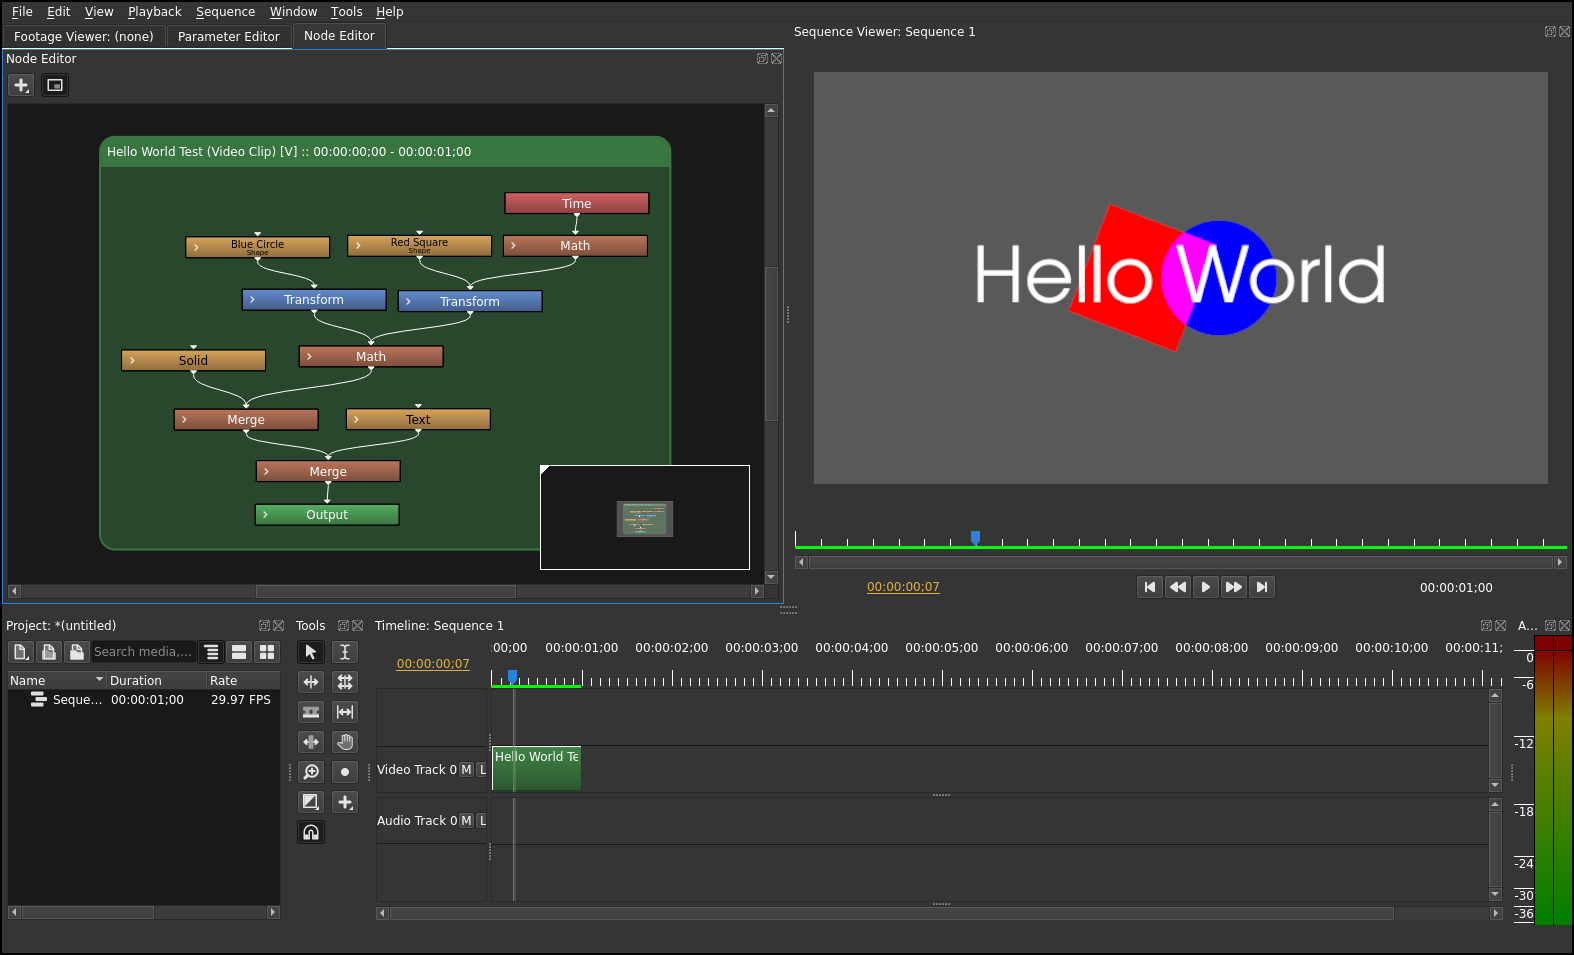 File Edit View Playback Sequence Window Tools Help
Footage Viewer: (none) Parameter Editor Node Editor
Node Editor
Hello World Test (Video Clip) [V] :: 00:00:00;00 - 00:00:01;00
Time
Blue Circle
Shape
Red Square
Shape
Math
Transform
Transform
Solid
Math
Merge
Text
Merge
Output
Sequence Viewer: Sequence 1
Hello World
00:00:00;07
00:00:01;00
Project: *(untitled)
Search media,...
Name Duration Rate
Seque... 00:00:01;00 29.97 FPS
Tools
Timeline: Sequence 1
00:00:00;07
:00;00 00:00:01;00 00:00:02;00 00:00:03;00 00:00:04;00 00:00:05;00 00:00:06;00 00:00:07;00 00:00:08;00 00:00:09;00 00:00:10;00 00:00:11;
Hello World Te
Video Track 0 M L
Audio Track 0 M L
A...
0
-6
-12
-18
-24
-30
-36